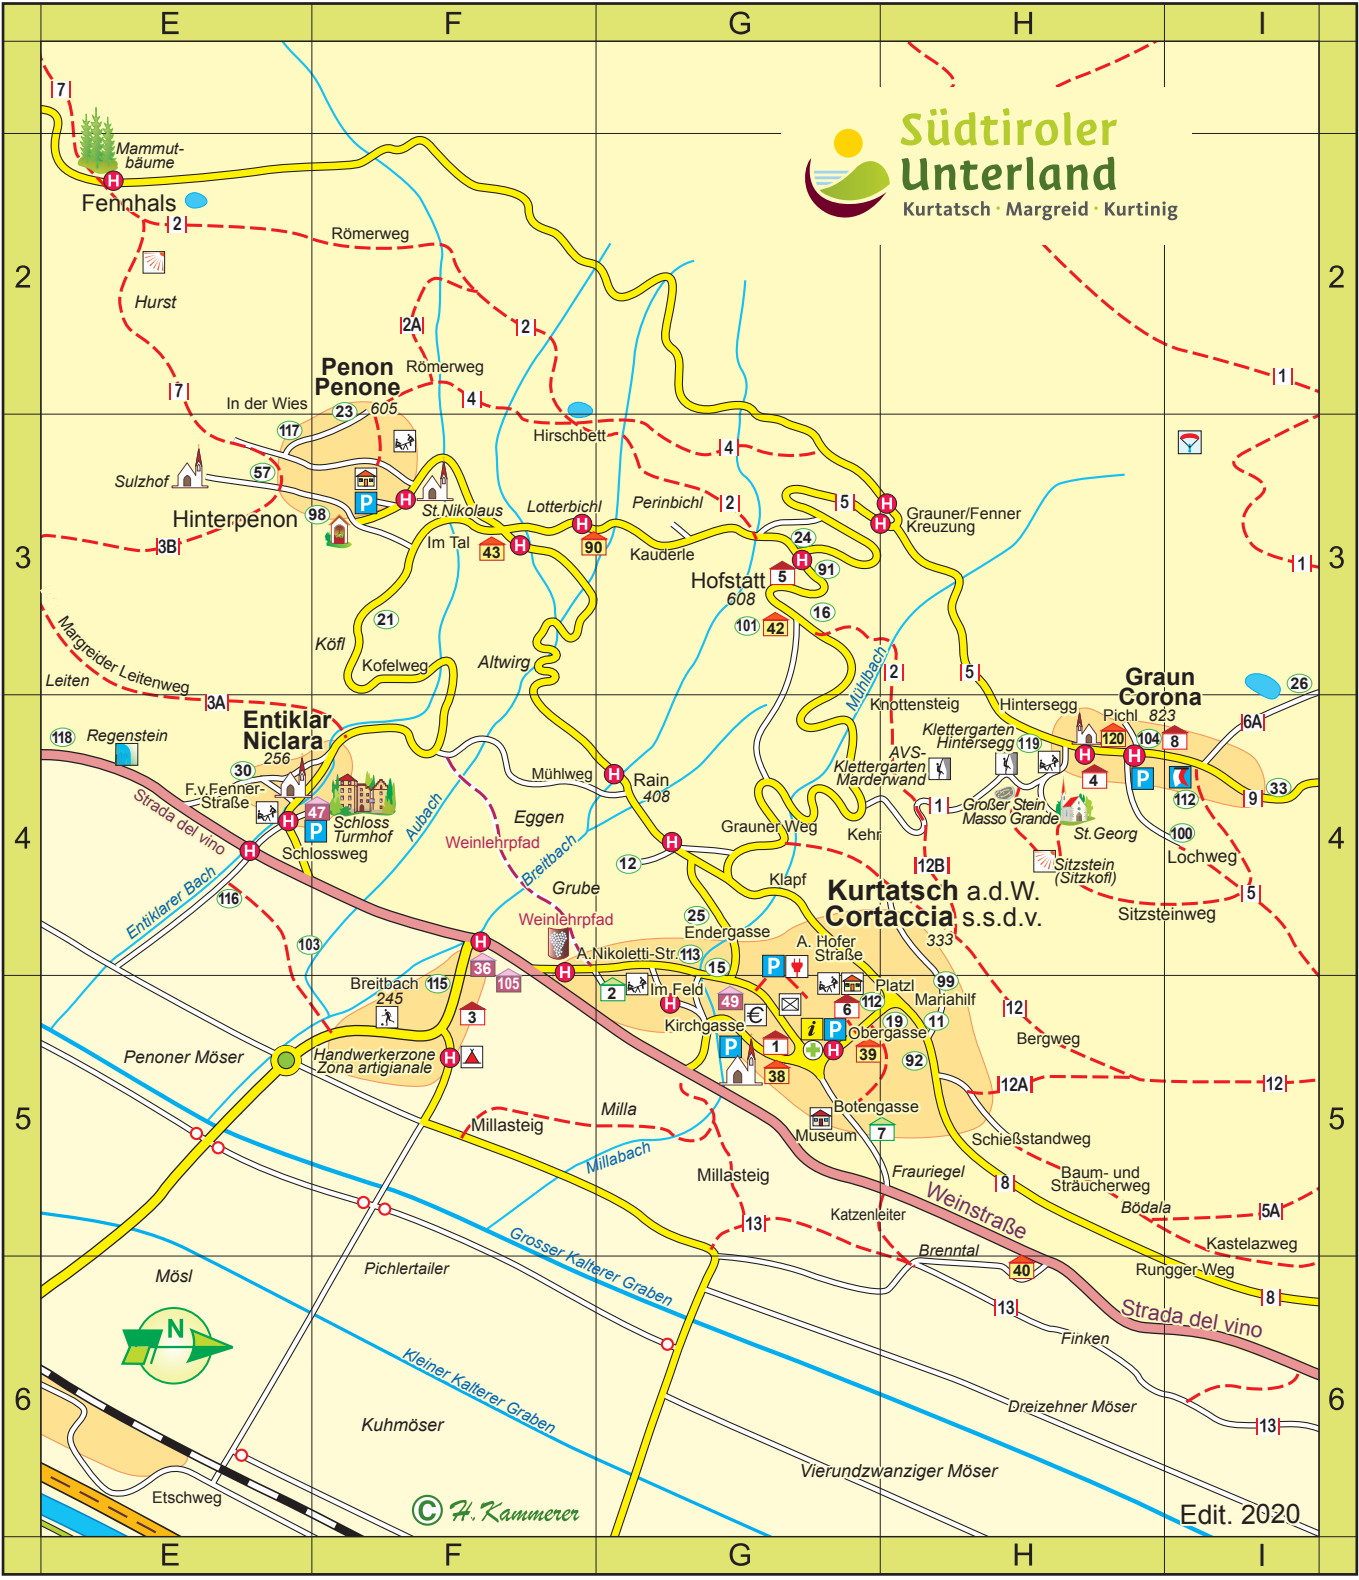 E
F
G
H
I
7
Mammut-
bäume
Fennhals
Südtiroler
Unterland
Kurtatsch · Margreid · Kurtinig
2
Römerweg
2
2
Hurst
2A
2
Penon
Penone
605
Römerweg
7
In der Wies
23
4
1
117
Hirschbett
4
Sulzhof
57
St.Nikolaus
Lotterbichl
Perinbichl
2
5
Grauner/Fenner
Kreuzung
Hinterpenon
98
P
H
Im Tal
43
90
Kauderle
24
91
3B
3
3
Hofstatt
608
5
1
101
42
16
21
Köfl
Kofelweg
Altwirg
Margreider Leitenweg
Leiten
3A
Mühlbach
2
5
Knottensteig
Graun
Corona
Hintersegg
Pichl
823
26
6A
118
Regenstein
Entiklar
Niclara
256
30
F.v.Fenner-
Straße
47
P
Schloss
Turmhof
Schlossweg
Strada del vino
Mühlweg
Rain
408
Eggen
Aubach
Weinlehrpfad
Breitbach
AVS-
Klettergarten
Marderwand
Klettergarten
Hintersegg
119
120
104
8
4
P
112
9
33
1
Großer Stein
Masso Grande
St.Georg
100
Lochweg
Kehr
Grauner Weg
12
4
4
12B
Sitzstein
(Sitzkofl)
Klapf
Grube
Kurtatsch a.d.W.
Cortaccia s.s.d.v.
333
5
Sitzsteinweg
Entiklarer Bach
116
Weinlehrpfad
25
Endergasse
103
A.Nikoletti-Str.
113
15
A. Hofer
Straße
P
36
105
Breitbach
245
115
3
2
Im Feld
49
€
Kirchgasse
Platzl
112
6
99
Mariahilf
19
11
12
Bergweg
i
P
Obergasse
1
P
39
92
38
Penoner Möser
Handwerkerzone
Zona artigianale
12A
12
5
5
Millasteig
Milla
Botengasse
Museum
7
Schießstandweg
Millabach
Millasteig
Frauriegel
8
Baum- und
Sträucherweg
Bödala
5A
Katzenleiter
Weinstraße
13
Kastelazweg
Grosser Kalterer Graben
Brenntal
40
Rungger Weg
8
Pichlertailer
Mösl
N
13
Finken
Strada del vino
Kleiner Kalterer Graben
6
6
Kuhmöser
Dreizehner Möser
13
Vierundzwanziger Möser
Etschweg
© H. Kammerer
Edit. 2020
E
F
G
H
I